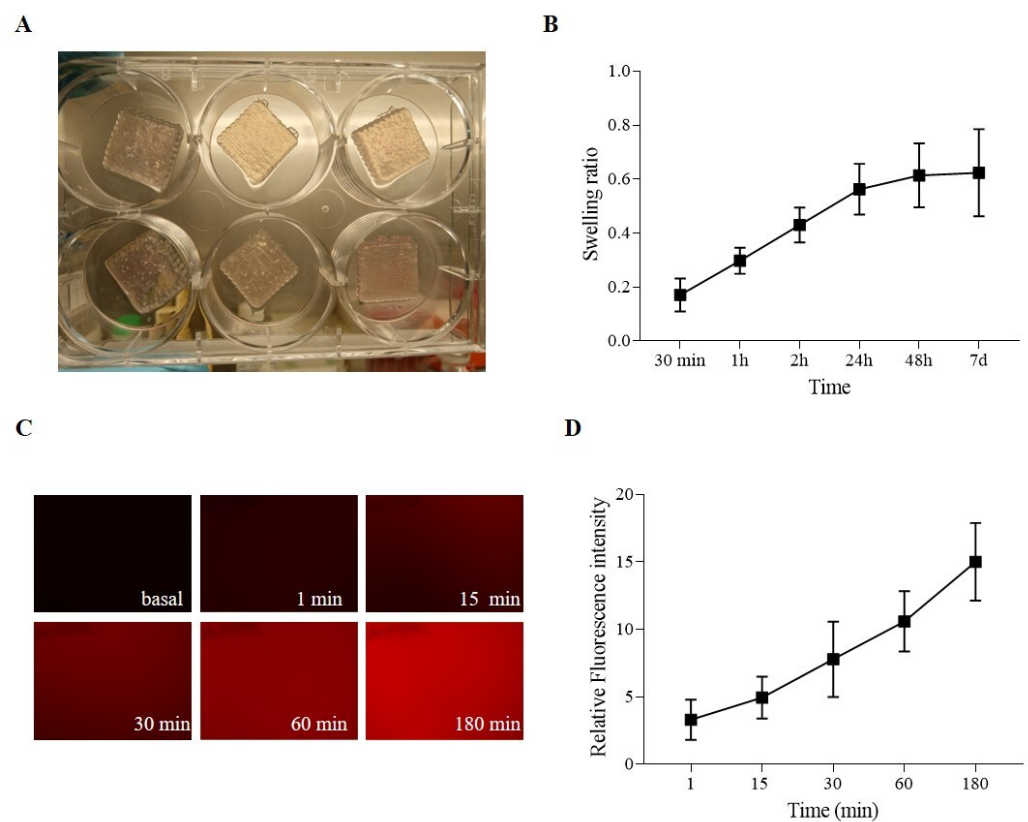 A
B
1.0
0.8
0.6
0.4
0.2
0.0
Swelling ratio
30 min 1h 2h 24h 48h 7d
Time
C
D
basal 1 min 15 min
30 min 60 min 180 min
20
15
10
5
0
Relative Fluorescence intensity
1 15 30 60 180
Time (min)